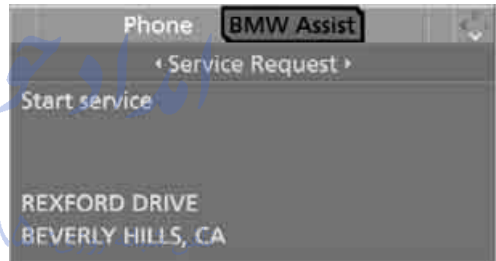 Phone BMW Assist
Service Request
Start service
REXFORD DRIVE
BEVERLY HILLS, CA